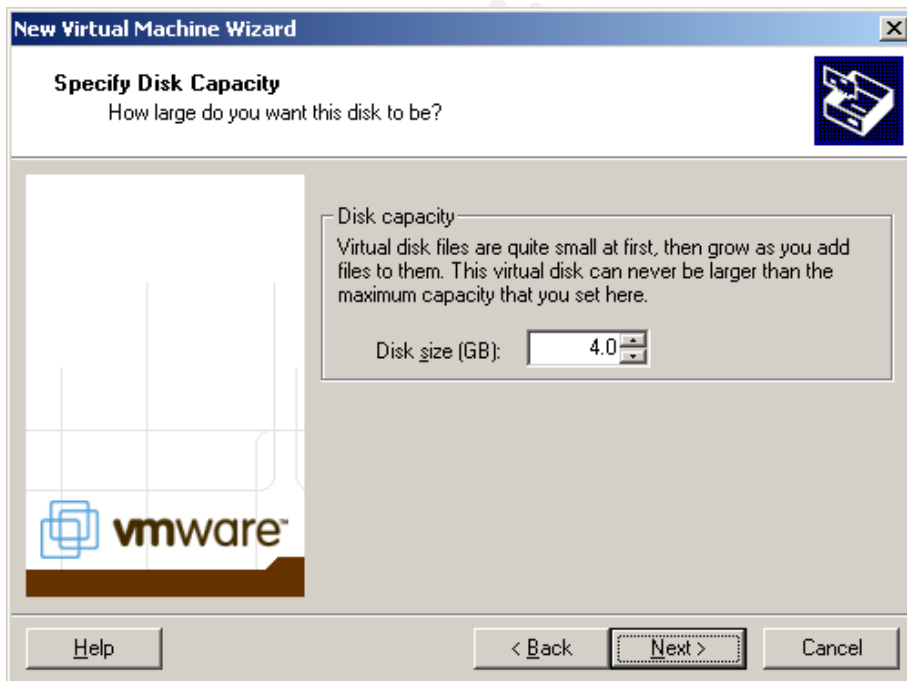 New Virtual Machine Wizard
Specify Disk Capacity
How large do you want this disk to be?
Disk capacity
Virtual disk files are quite small at first, then grow as you add
files to them. This virtual disk can never be larger than the
maximum capacity that you set here.
Disk size (GB): 4.0
vmware™
Help < Back Next > Cancel